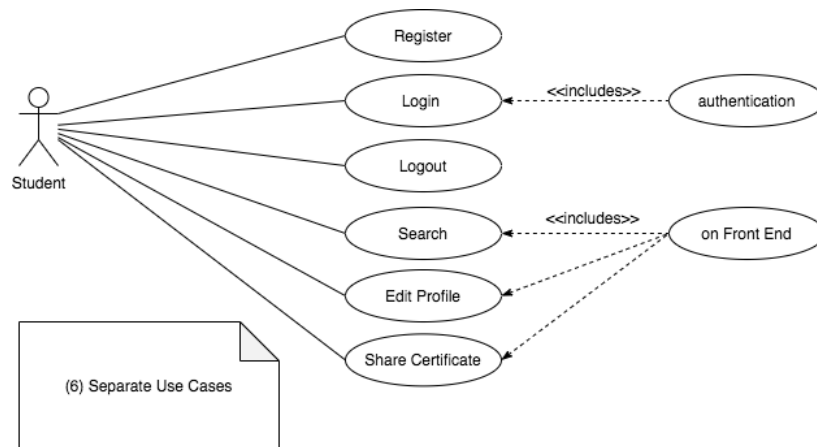 Register
Login
<<includes>>
authentication
Student
Logout
Search
<<includes>>
on Front End
Edit Profile
Share Certificate
(6) Separate Use Cases